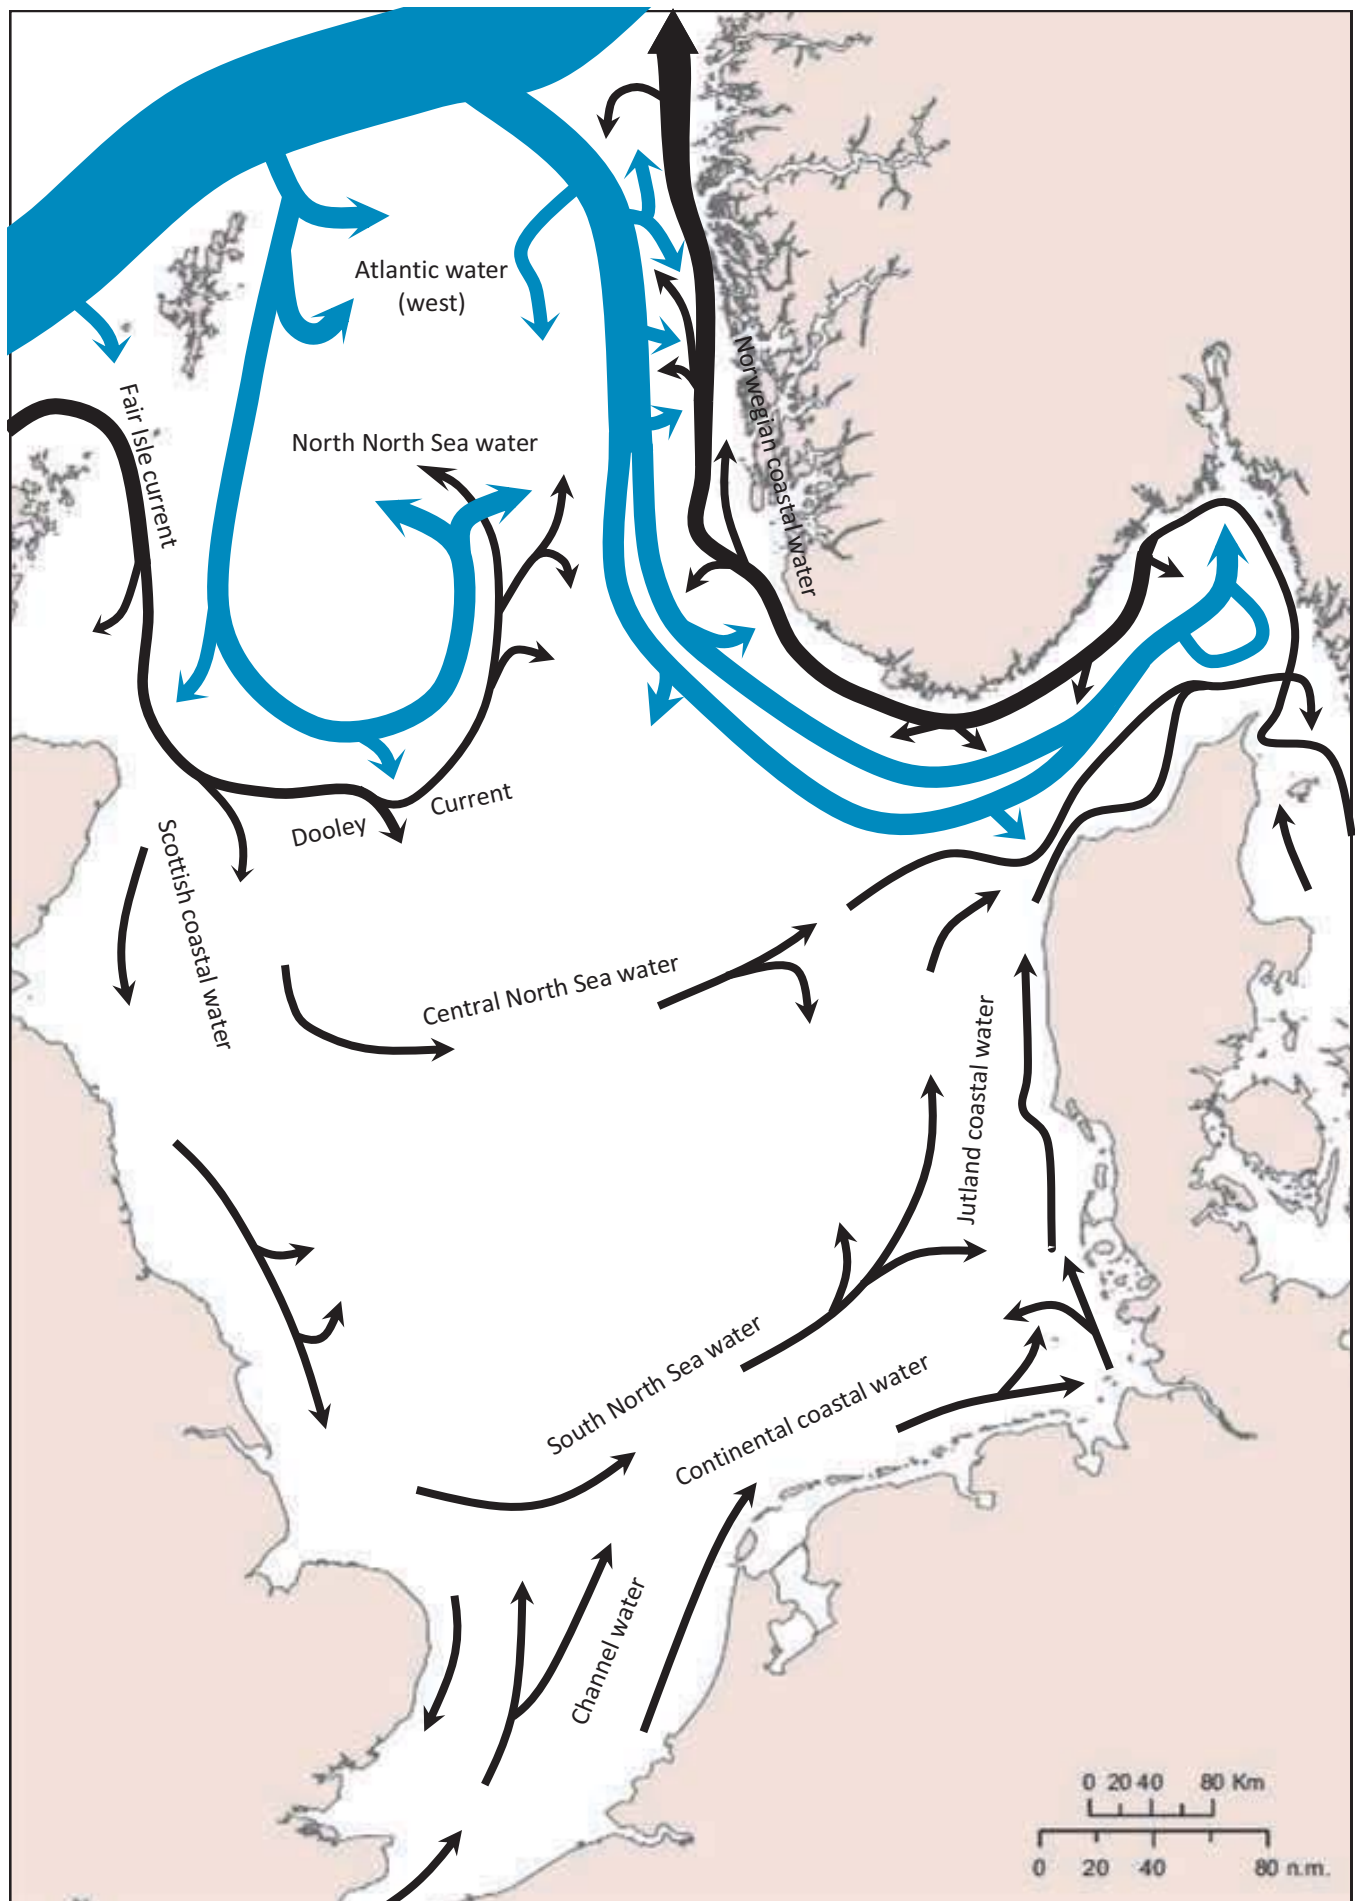 Atlantic water
(west)
Fair Isle current
North North Sea water
Norwegian coastal water
Dooley
Current
Scottish coastal water
Central North Sea water
Jutland coastal water
South North Sea water
Continental coastal water
Channel water
0 20 40 80 Km
0 20 40 80 n.m.